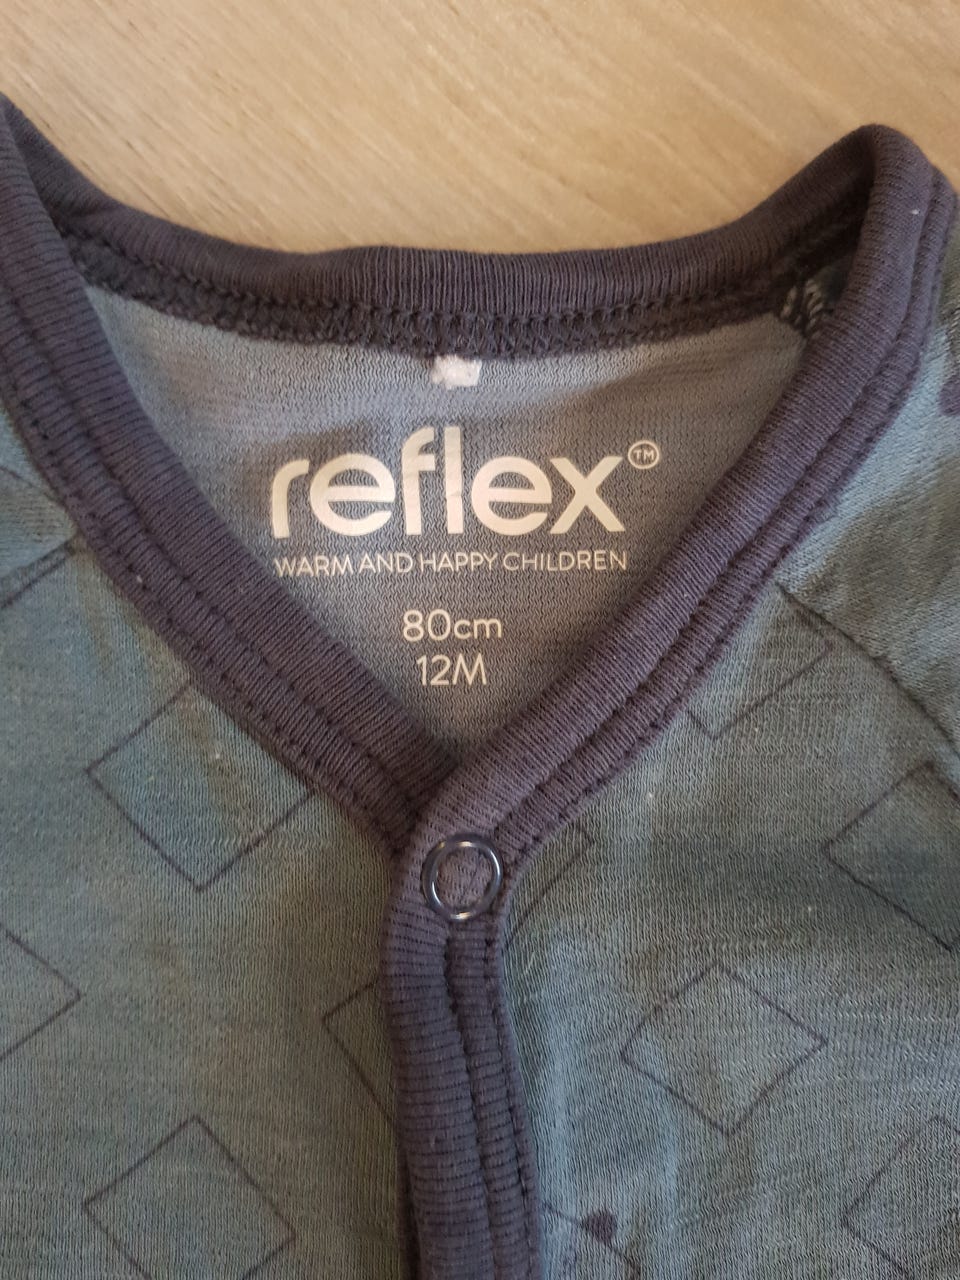 reflex™
WARM AND HAPPY CHILDREN
80cm
12M